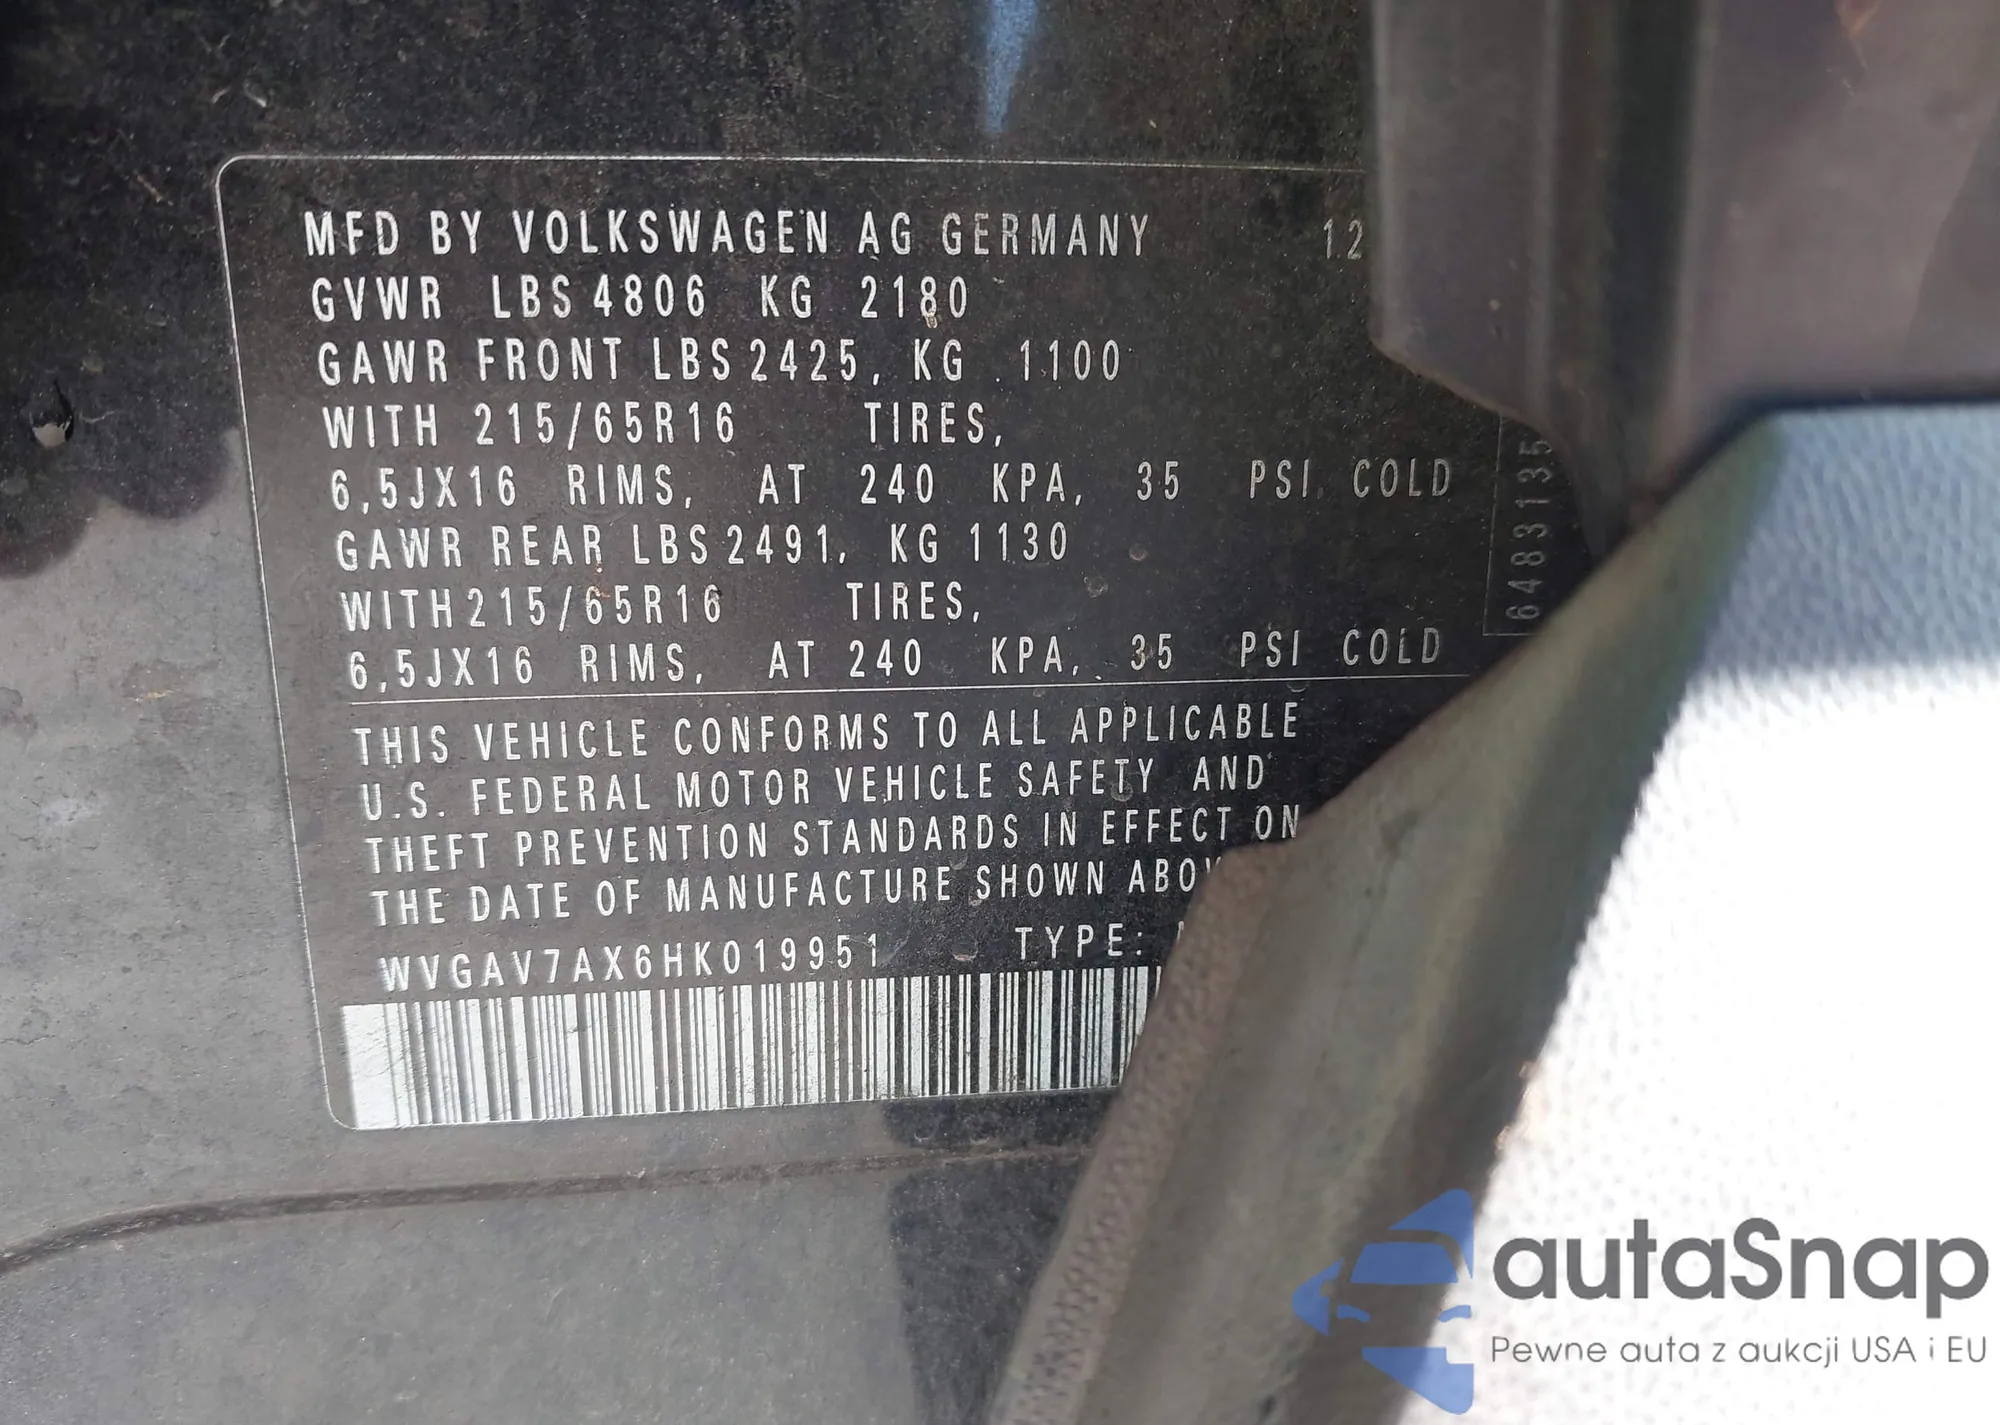 MFD BY VOLKSWAGEN AG GERMANY 12
GVWR LBS 4806 KG 2180
GAWR FRONT LBS 2425, KG 1100
WITH 215/65R16 TIRES,
6,5JX16 RIMS, AT 240 KPA, 35 PSI COLD
GAWR REAR LBS 2491, KG 1130
WITH 215/65R16 TIRES,
6,5JX16 RIMS, AT 240 KPA, 35 PSI COLD
6483135
THIS VEHICLE CONFORMS TO ALL APPLICABLE
U.S. FEDERAL MOTOR VEHICLE SAFETY AND
THEFT PREVENTION STANDARDS IN EFFECT ON
THE DATE OF MANUFACTURE SHOWN
WVGAV7AX6HK019951 TYPE:
autaSnap
Pewne auta z aukcji USA i EU